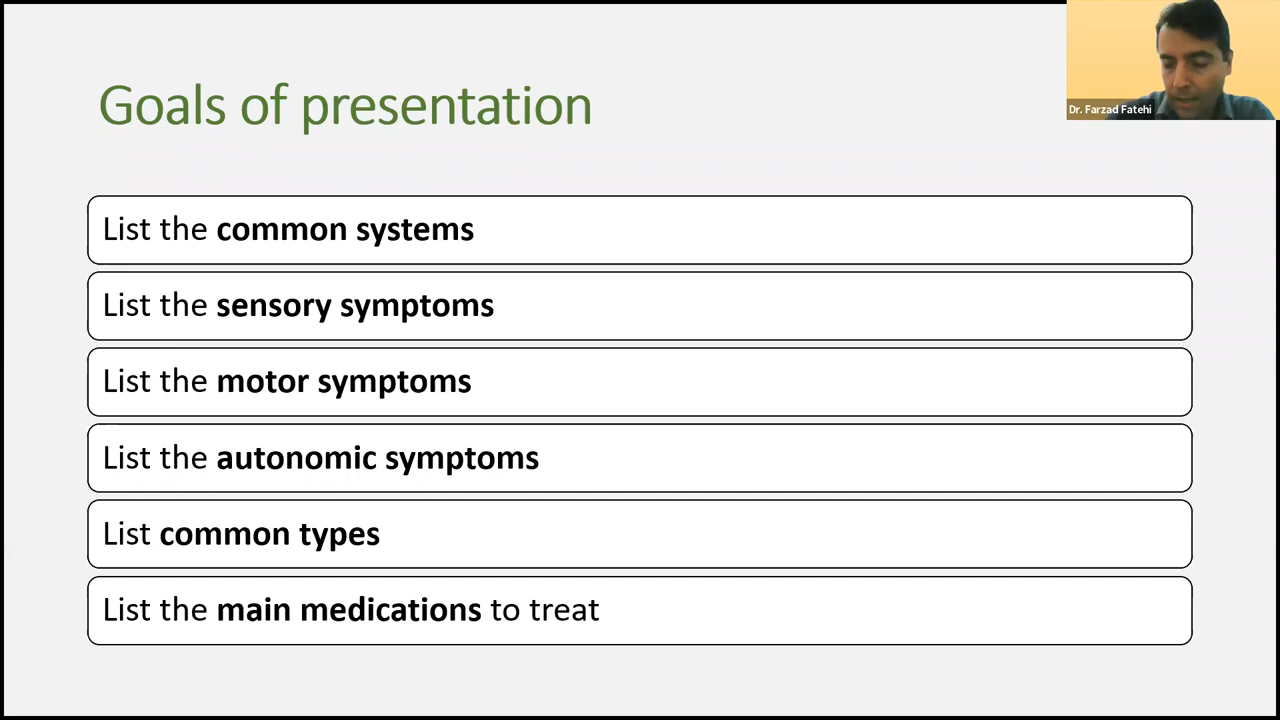 Goals of presentation
Dr. Farzad Fatehi
List the common systems
List the sensory symptoms
List the motor symptoms
List the autonomic symptoms
List common types
List the main medications to treat